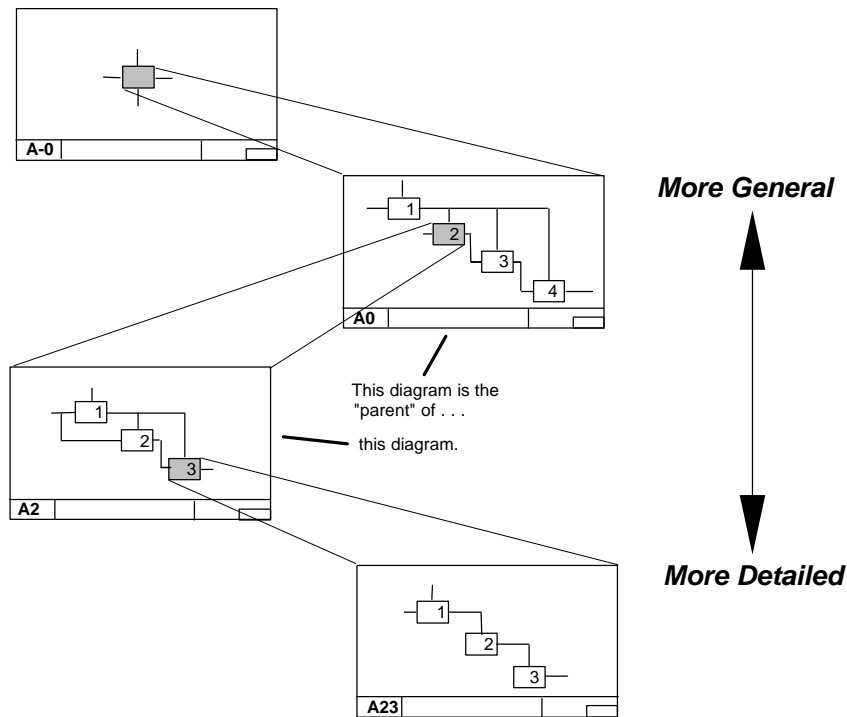 A-0
More General
1
2
3
4
A0
This diagram is the
"parent" of . . .
this diagram.
1
2
3
A2
More Detailed
1
2
3
A23